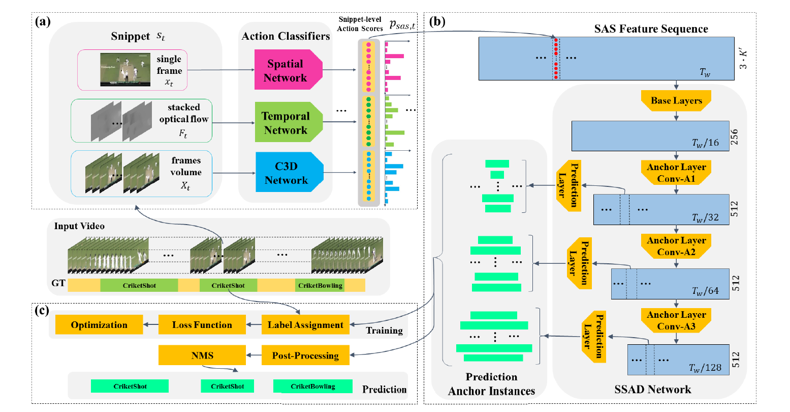 (a)
Snippet s_t
Action Classifiers
Snippet-level
Action Scores
p_sas,t
single
frame
x_t
Spatial
Network
stacked
optical flow
F_t
Temporal
Network
frames
volume
X_t
C3D
Network
Input Video
GT
CriketShot
CriketShot
CriketBowling
(b)
SAS Feature Sequence
T_w
3 · K'
Base Layers
T_w/16
256
Anchor Layer
Conv-A1
T_w/32
512
Prediction
Layer
Anchor Layer
Conv-A2
T_w/64
512
Prediction
Layer
Anchor Layer
Conv-A3
T_w/128
512
Prediction
Layer
Prediction
Anchor Instances
SSAD Network
(c)
Optimization
Loss Function
Label Assignment
Training
NMS
Post-Processing
CriketShot
CriketShot
CriketBowling
Prediction